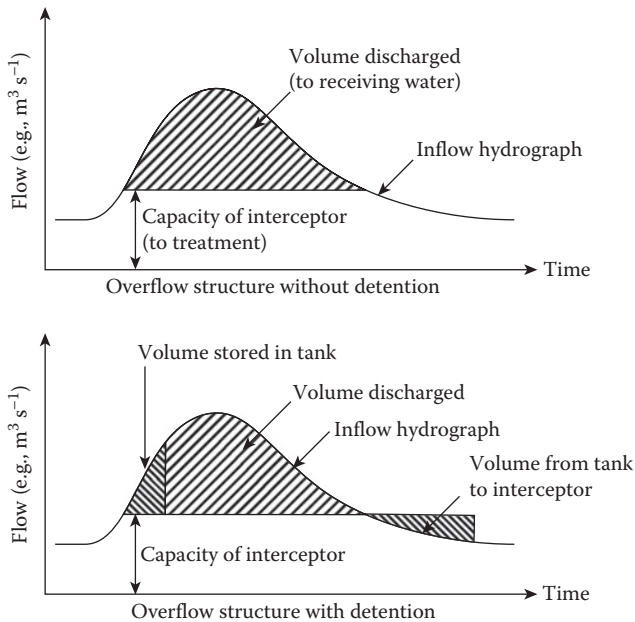 Flow (e.g., m³ s⁻¹)
Volume discharged
(to receiving water)
Inflow hydrograph
Capacity of interceptor
(to treatment)
Time
Overflow structure without detention
Flow (e.g., m³ s⁻¹)
Volume stored in tank
Volume discharged
Inflow hydrograph
Volume from tank
to interceptor
Capacity of interceptor
Time
Overflow structure with detention